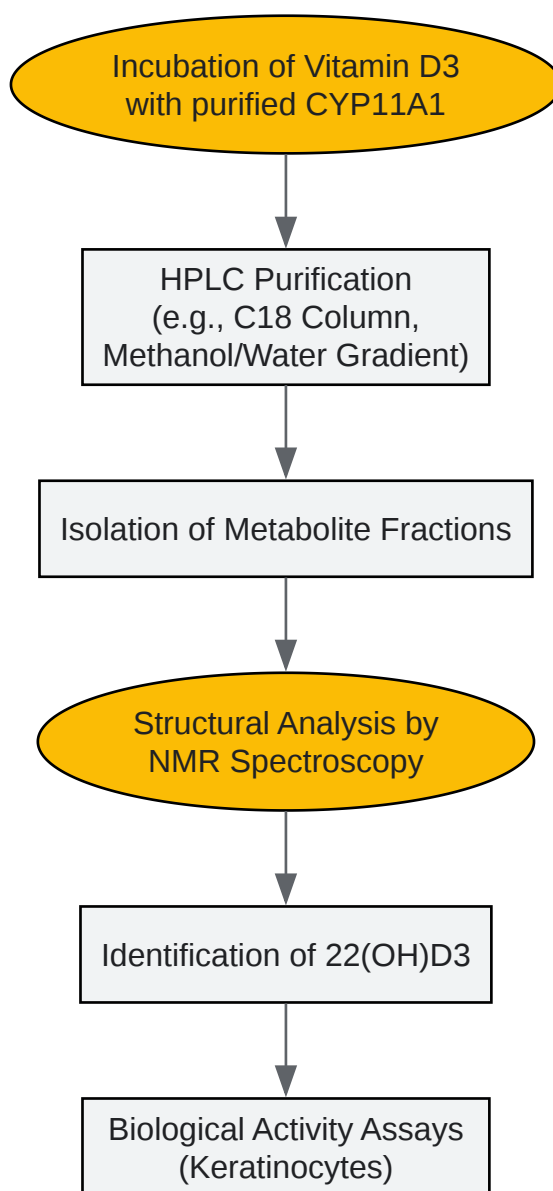 Incubation of Vitamin D3
with purified CYP11A1
HPLC Purification
(e.g., C18 Column,
Methanol/Water Gradient)
Isolation of Metabolite Fractions
Structural Analysis by
NMR Spectroscopy
Identification of 22(OH)D3
Biological Activity Assays
(Keratinocytes)